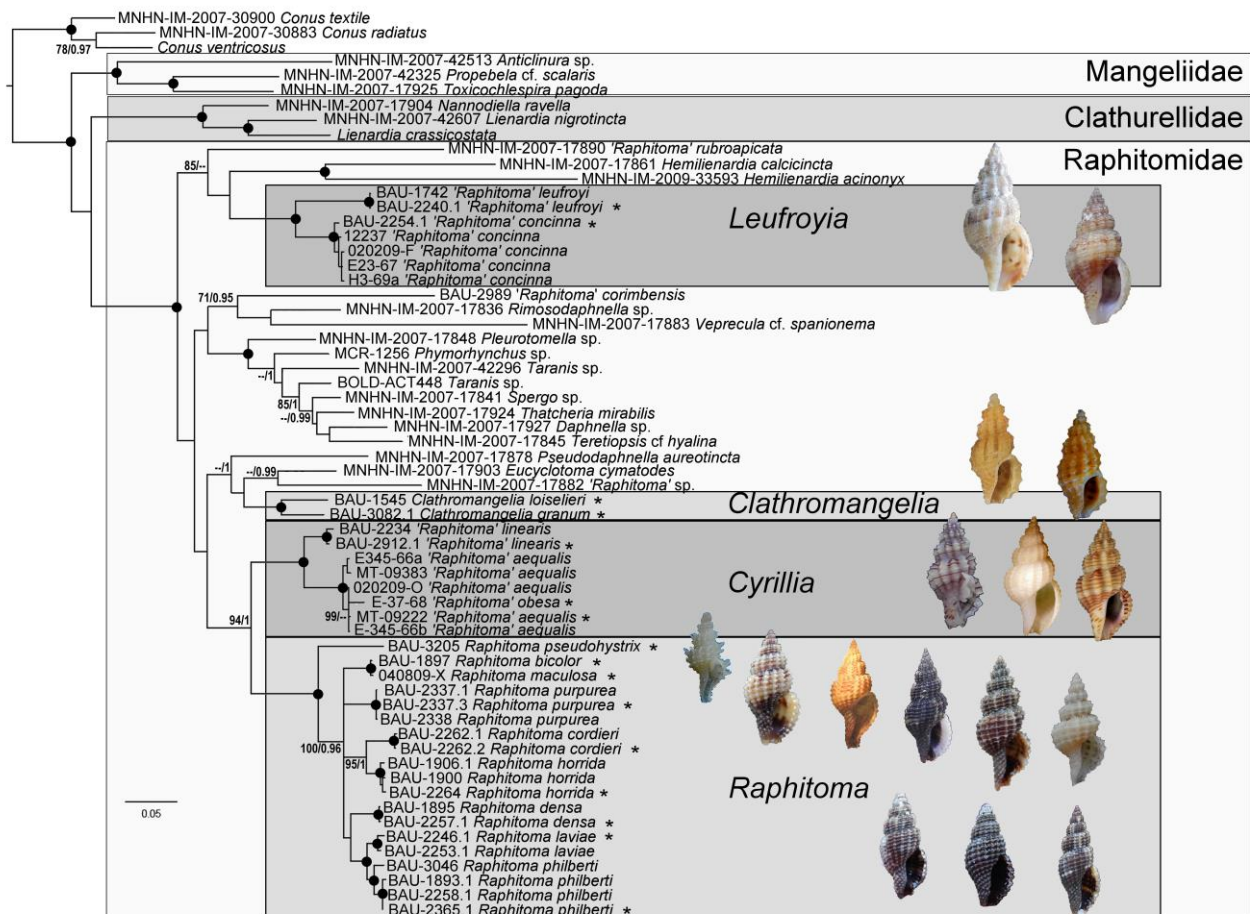 MNHN-IM-2007-30900 Conus textile
MNHN-IM-2007-30883 Conus radiatus
78/0.97
Conus ventricosus
MNHN-IM-2007-42513 Anticlinura sp.
Mangeliidae
MNHN-IM-2007-42325 Propebela cf. scalaris
MNHN-IM-2007-17925 Toxicochlespira pagoda
MNHN-IM-2007-17904 Nannodiella ravella
Clathurellidae
MNHN-IM-2007-42607 Lienardia nigrotincta
Lienardia crassicostata
MNHN-IM-2007-17890 'Raphitoma' rubroapicata
Raphitomidae
85/--
MNHN-IM-2007-17861 Hemilienardia calcicincta
MNHN-IM-2009-33593 Hemilienardia acinonyx
BAU-1742 'Raphitoma' leufroyi
BAU-2240.1 'Raphitoma' leufroyi *
Leufroyia
BAU-2254.1 'Raphitoma' concinna *
12237 'Raphitoma' concinna
020209-F 'Raphitoma' concinna
E23-67 'Raphitoma' concinna
H3-69a 'Raphitoma' concinna
71/0.95
BAU-2989 'Raphitoma' corimbensis
MNHN-IM-2007-17836 Rimosodaphnella sp.
MNHN-IM-2007-17883 Veprecula cf. spanionema
MNHN-IM-2007-17848 Pleurotomella sp.
MCR-1256 Phymorhynchus sp.
--/1
MNHN-IM-2007-42296 Taranis sp.
BOLD-ACT448 Taranis sp.
85/1
MNHN-IM-2007-17841 Spergo sp.
--/0.99
MNHN-IM-2007-17924 Thatcheria mirabilis
MNHN-IM-2007-17927 Daphnella sp.
MNHN-IM-2007-17845 Teretiopsis cf hyalina
MNHN-IM-2007-17878 Pseudodaphnella aureotincta
--/1
--/0.99
MNHN-IM-2007-17903 Eucyclotoma cymatodes
MNHN-IM-2007-17882 'Raphitoma' sp.
BAU-1545 Clathromangelia loiselieri *
Clathromangelia
BAU-3082.1 Clathromangelia granum *
BAU-2234 'Raphitoma' linearis
BAU-2912.1 'Raphitoma' linearis *
E345-66a 'Raphitoma' aequalis
MT-09383 'Raphitoma' aequalis
Cyrillia
020209-O 'Raphitoma' aequalis
E-37-68 'Raphitoma' obesa *
99/--
MT-09222 'Raphitoma' aequalis *
94/1
E-345-66b 'Raphitoma' aequalis
BAU-3205 Raphitoma pseudohystrix *
BAU-1897 Raphitoma bicolor *
040809-X Raphitoma maculosa *
BAU-2337.1 Raphitoma purpurea
BAU-2337.3 Raphitoma purpurea *
BAU-2338 Raphitoma purpurea
BAU-2262.1 Raphitoma cordieri
100/0.96
BAU-2262.2 Raphitoma cordieri *
95/1
BAU-1906.1 Raphitoma horrida
BAU-1900 Raphitoma horrida
BAU-2264 Raphitoma horrida *
Raphitoma
BAU-1895 Raphitoma densa
0.05
BAU-2257.1 Raphitoma densa *
BAU-2246.1 Raphitoma laviae *
BAU-2253.1 Raphitoma laviae
BAU-3046 Raphitoma philberti
BAU-1893.1 Raphitoma philberti
BAU-2258.1 Raphitoma philberti
BAU-2365.1 Raphitoma philberti *